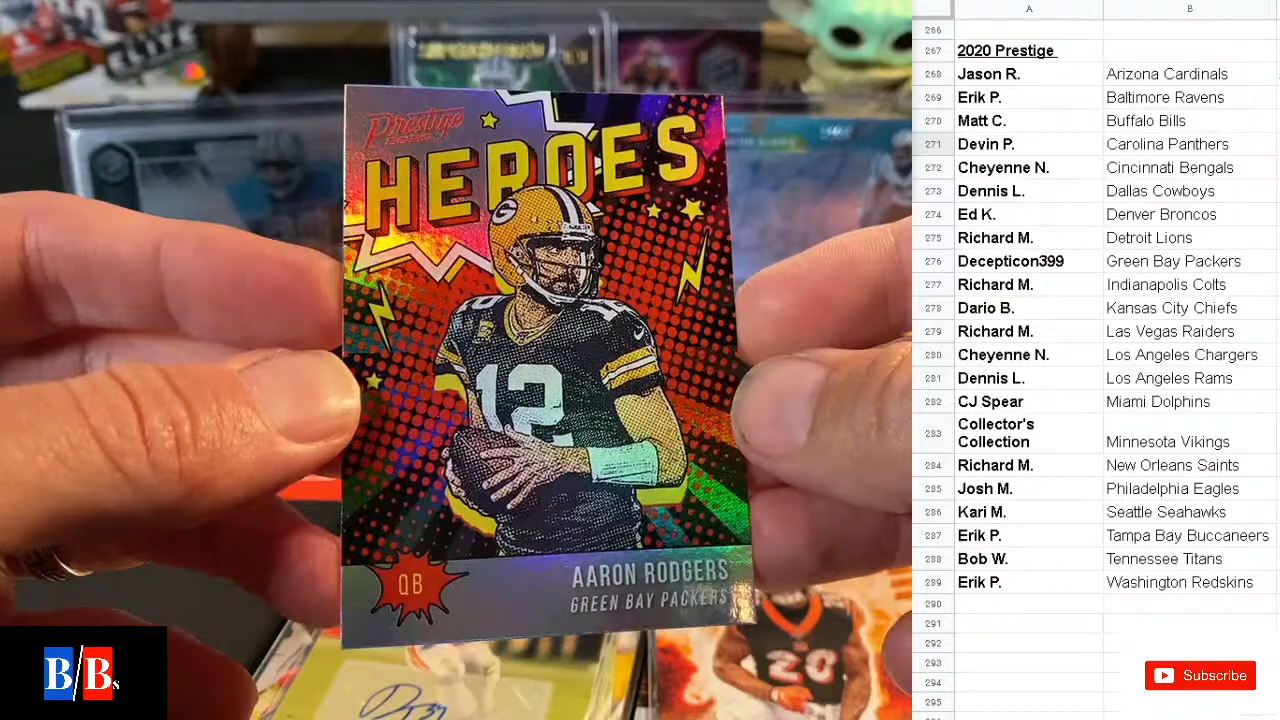 Prestige
HEROES
G
12
QB
AARON RODGERS
GREEN BAY PACKERS
20
B/Bs
A
B
266
267 2020 Prestige
268 Jason R. Arizona Cardinals
269 Erik P. Baltimore Ravens
270 Matt C. Buffalo Bills
271 Devin P. Carolina Panthers
272 Cheyenne N. Cincinnati Bengals
273 Dennis L. Dallas Cowboys
274 Ed K. Denver Broncos
275 Richard M. Detroit Lions
276 Decepticon399 Green Bay Packers
277 Richard M. Indianapolis Colts
278 Dario B. Kansas City Chiefs
279 Richard M. Las Vegas Raiders
280 Cheyenne N. Los Angeles Chargers
281 Dennis L. Los Angeles Rams
282 CJ Spear Miami Dolphins
Collector's
283 Collection Minnesota Vikings
284 Richard M. New Orleans Saints
285 Josh M. Philadelphia Eagles
286 Kari M. Seattle Seahawks
287 Erik P. Tampa Bay Buccaneers
288 Bob W. Tennessee Titans
289 Erik P. Washington Redskins
290
291
292
293
294
295
Subscribe